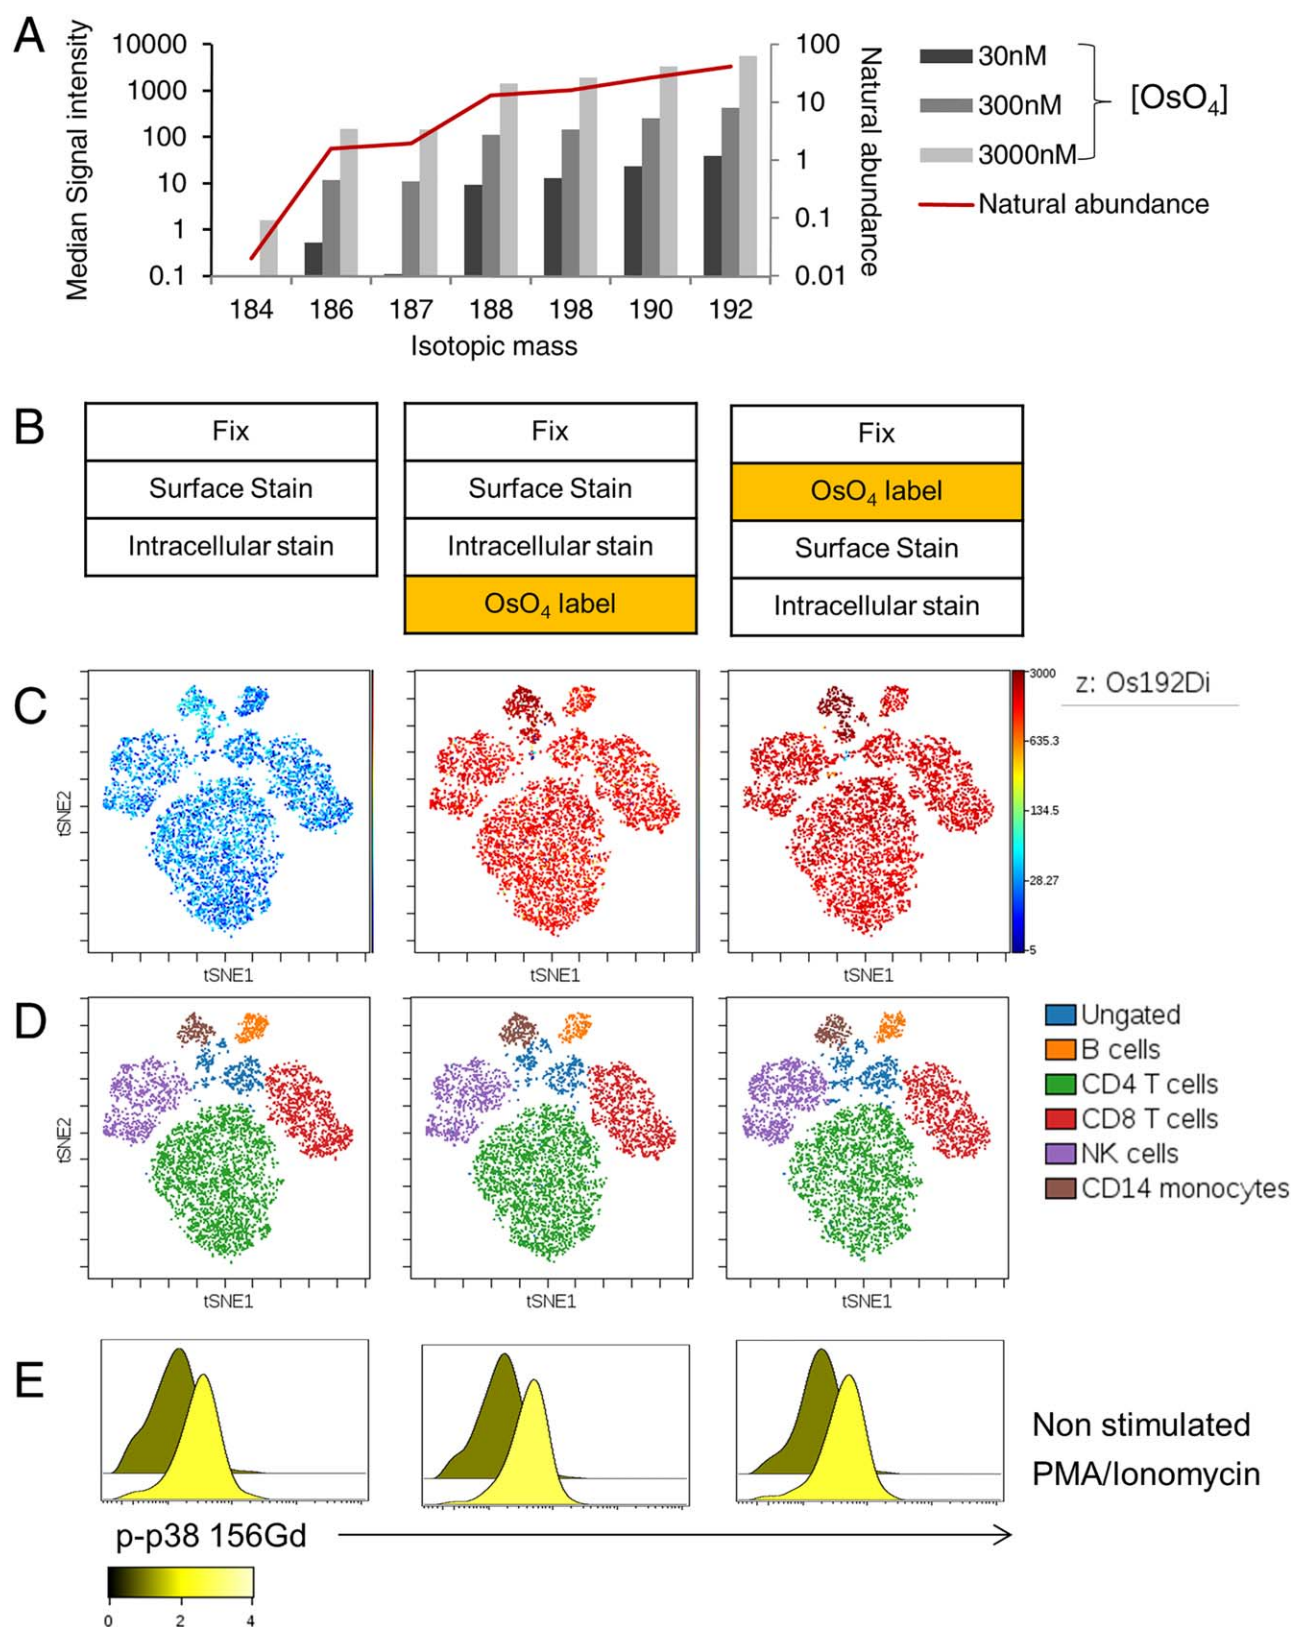 A
Median Signal intensity
10000
1000
100
10
1
0.1
100
10
1
0.1
0.01
Natural abundance
184 186 187 188 198 190 192
Isotopic mass
30nM
300nM
3000nM
[OsO4]
Natural abundance
B
Fix
Surface Stain
Intracellular stain
Fix
Surface Stain
Intracellular stain
OsO4 label
Fix
OsO4 label
Surface Stain
Intracellular stain
C
tSNE2
tSNE1
tSNE1
tSNE1
3000
635.3
134.5
28.27
-5
z: Os192Di
D
tSNE2
tSNE1
tSNE1
tSNE1
Ungated
B cells
CD4 T cells
CD8 T cells
NK cells
CD14 monocytes
E
Non stimulated
PMA/Ionomycin
p-p38 156Gd
0 2 4